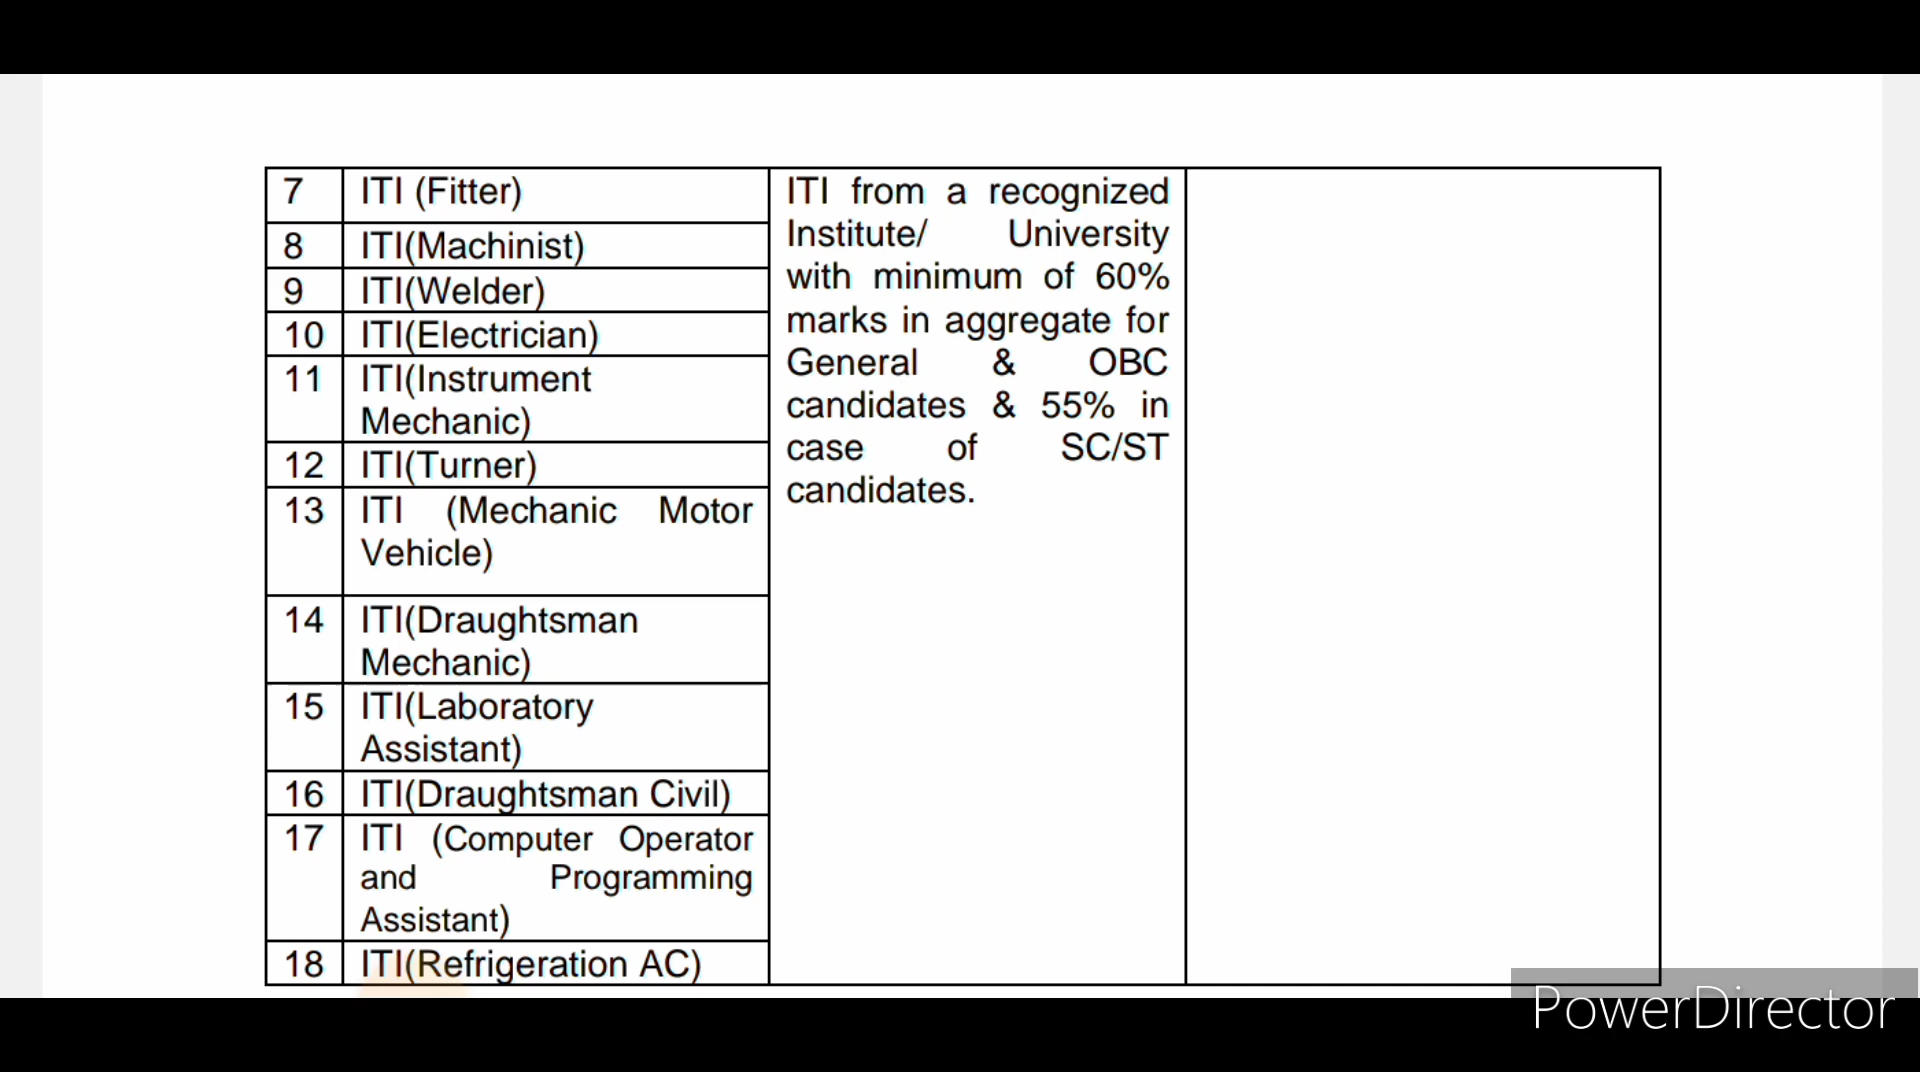 7 ITI (Fitter)
8 ITI(Machinist)
9 ITI(Welder)
10 ITI(Electrician)
11 ITI(Instrument
Mechanic)
12 ITI(Turner)
13 ITI (Mechanic Motor
Vehicle)
14 ITI(Draughtsman
Mechanic)
15 ITI(Laboratory
Assistant)
16 ITI(Draughtsman Civil)
17 ITI (Computer Operator
and Programming
Assistant)
18 ITI(Refrigeration AC)
ITI from a recognized
Institute/ University
with minimum of 60%
marks in aggregate for
General & OBC
candidates & 55% in
case of SC/ST
candidates.
PowerDirector